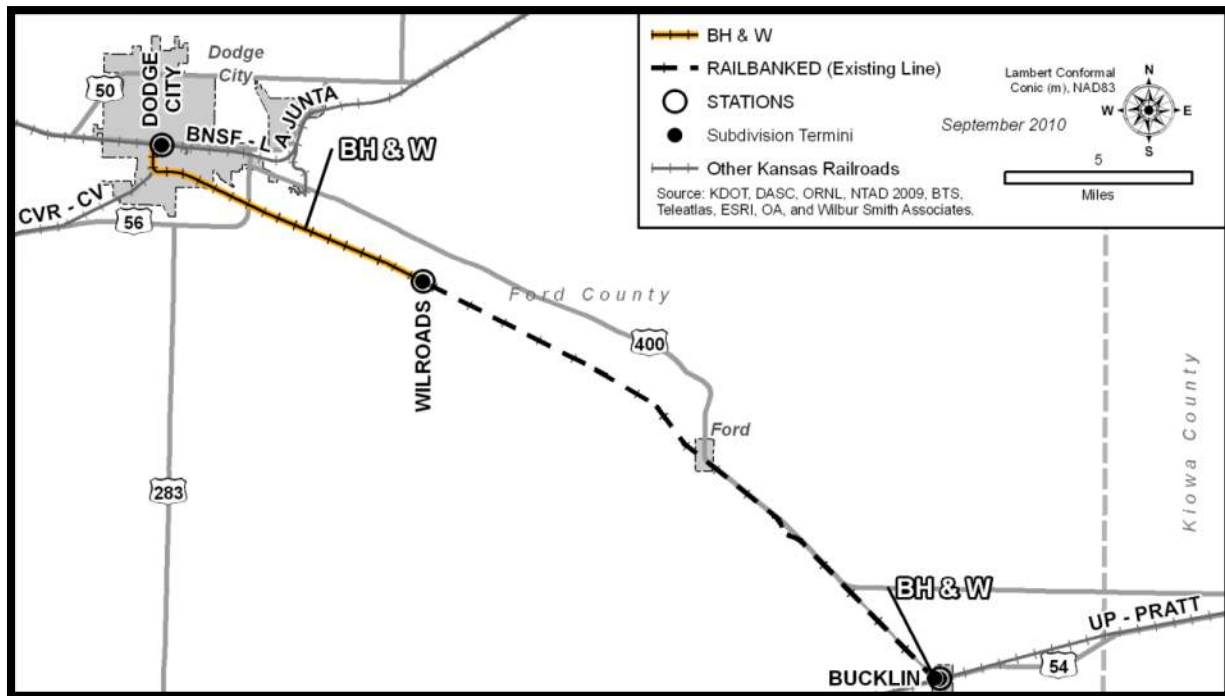 Dodge
City
DODGE
CITY
50
BNSF - LA JUNTA
BH & W
CVR - CV
56
WILROADS
Ford County
400
Ford
283
BH & W
UP - PRATT
BUCKLIN
54
Kiowa County
BH & W
RAILBANKED (Existing Line)
STATIONS
Subdivision Termini
Other Kansas Railroads
Source: KDOT, DASC, ORNL, NTAD 2009, BTS,
Teleatlas, ESRI, OA, and Wilbur Smith Associates.
Lambert Conformal
Conic (m), NAD83
September 2010
N
W
E
S
5
Miles